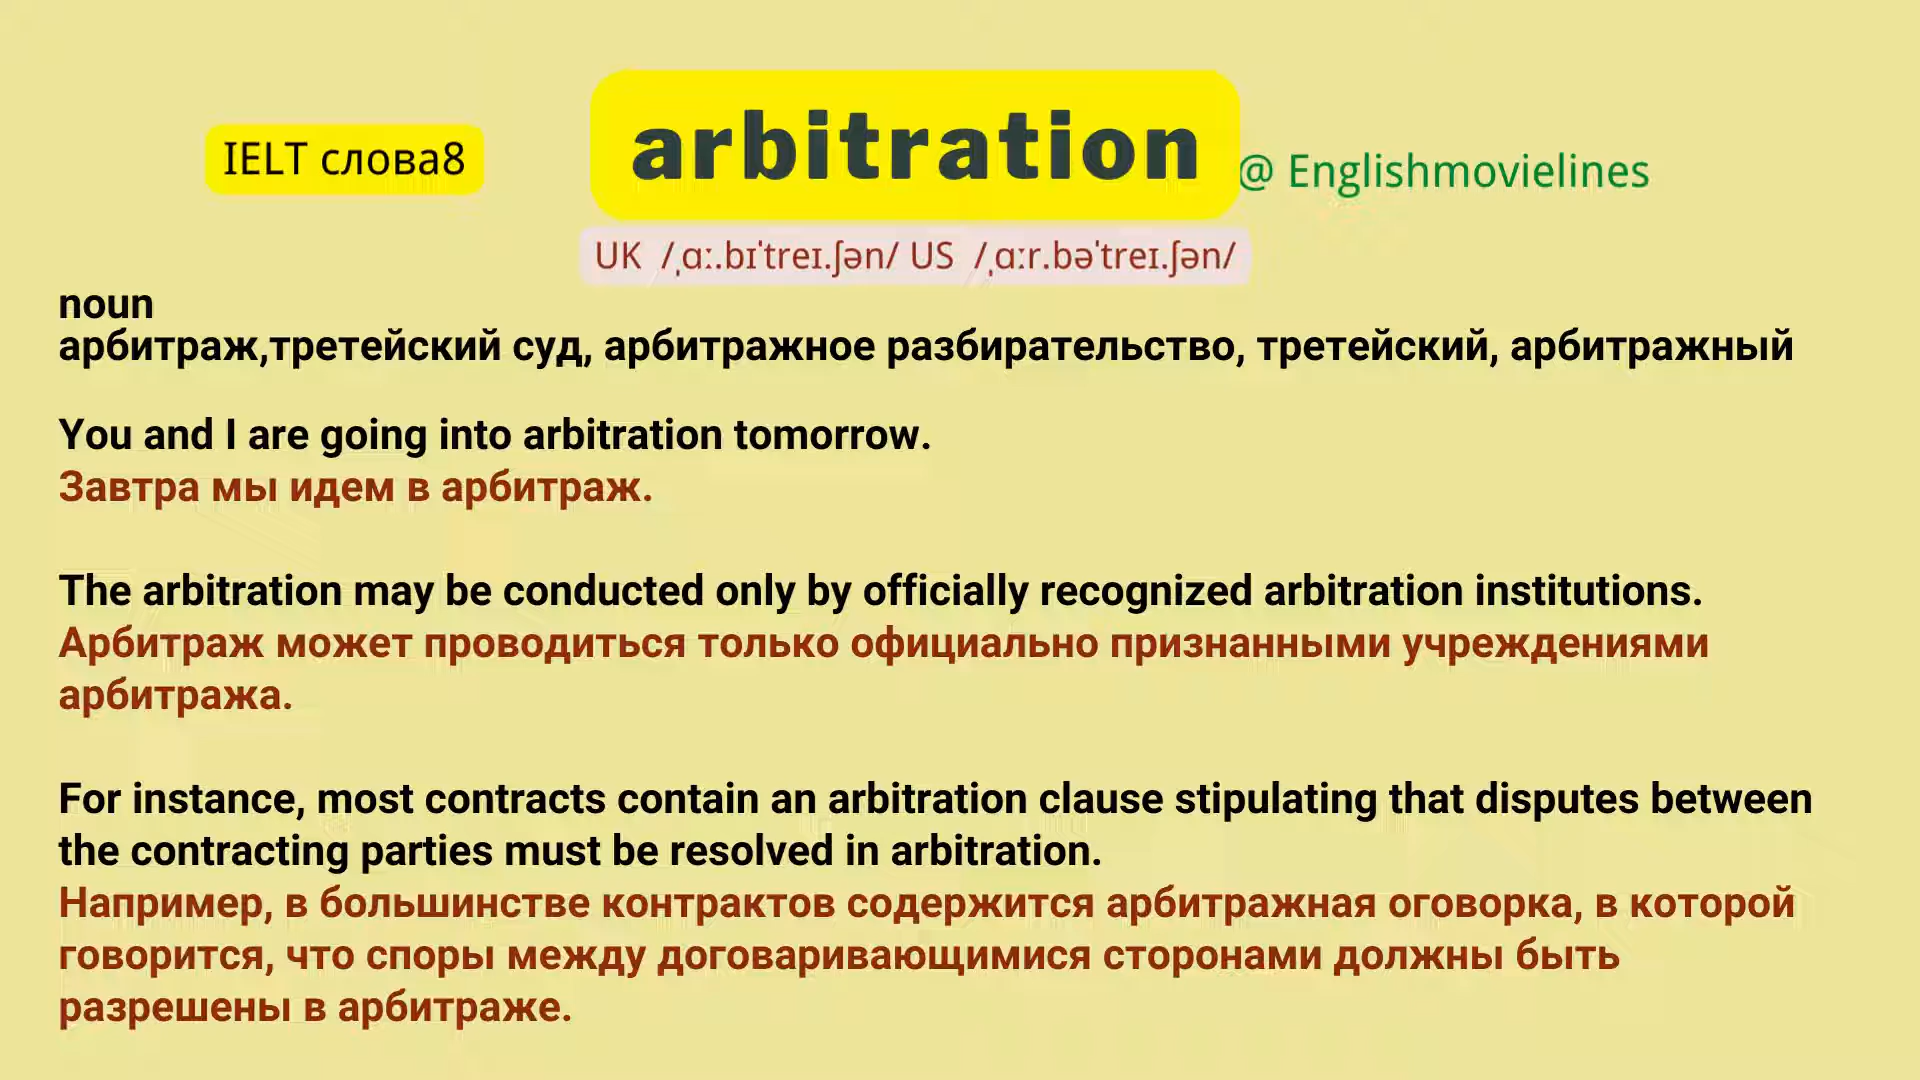 IELT слова8
arbitration
@ Englishmovielines
UK /ˌɑː.bɪˈtreɪ.ʃən/ US /ˌɑːr.bəˈtreɪ.ʃən/
noun
арбитраж,третейский суд, арбитражное разбирательство, третейский, арбитражный
You and I are going into arbitration tomorrow.
Завтра мы идем в арбитраж.
The arbitration may be conducted only by officially recognized arbitration institutions.
Арбитраж может проводиться только официально признанными учреждениями
арбитража.
For instance, most contracts contain an arbitration clause stipulating that disputes between
the contracting parties must be resolved in arbitration.
Например, в большинстве контрактов содержится арбитражная оговорка, в которой
говорится, что споры между договаривающимися сторонами должны быть
разрешены в арбитраже.